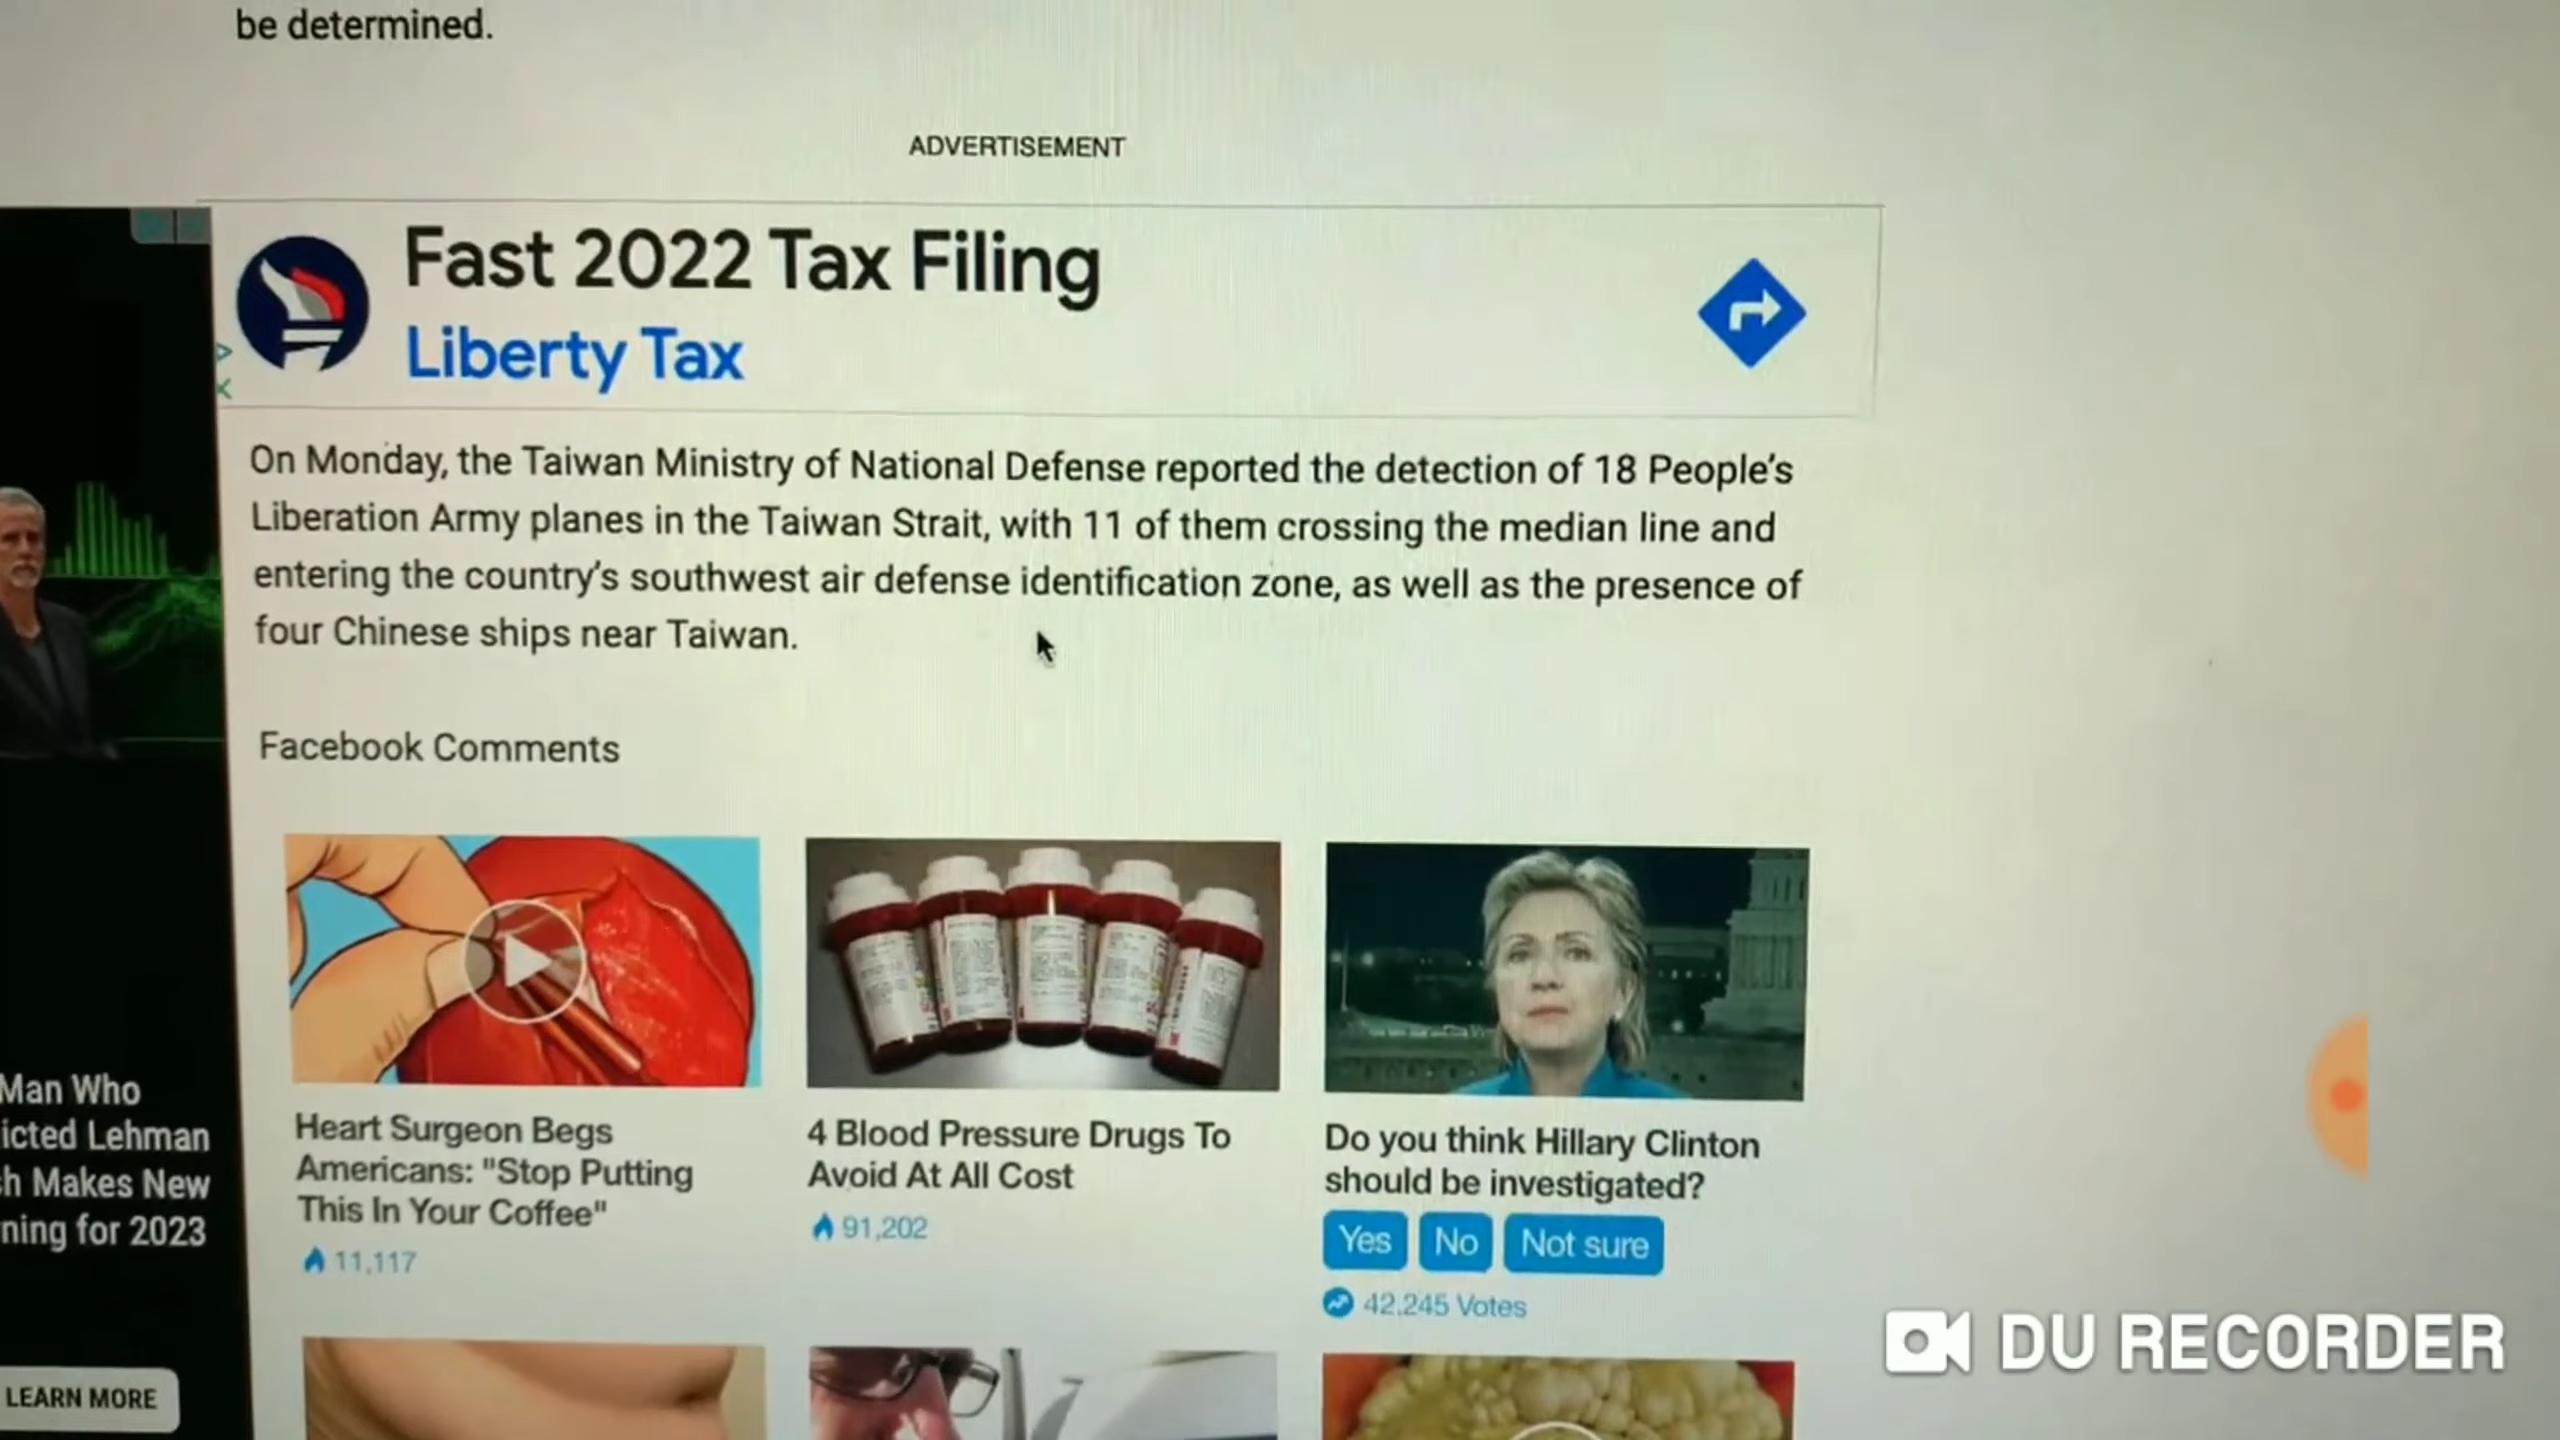 be determined.
ADVERTISEMENT
Fast 2022 Tax Filing
Liberty Tax
On Monday, the Taiwan Ministry of National Defense reported the detection of 18 People's
Liberation Army planes in the Taiwan Strait, with 11 of them crossing the median line and
entering the country's southwest air defense identification zone, as well as the presence of
four Chinese ships near Taiwan.
Facebook Comments
Heart Surgeon Begs
Americans: "Stop Putting
This In Your Coffee"
11,117
4 Blood Pressure Drugs To
Avoid At All Cost
91,202
Do you think Hillary Clinton
should be investigated?
Yes No Not sure
42,245 Votes
Man Who
icted Lehman
h Makes New
ning for 2023
LEARN MORE
DU RECORDER